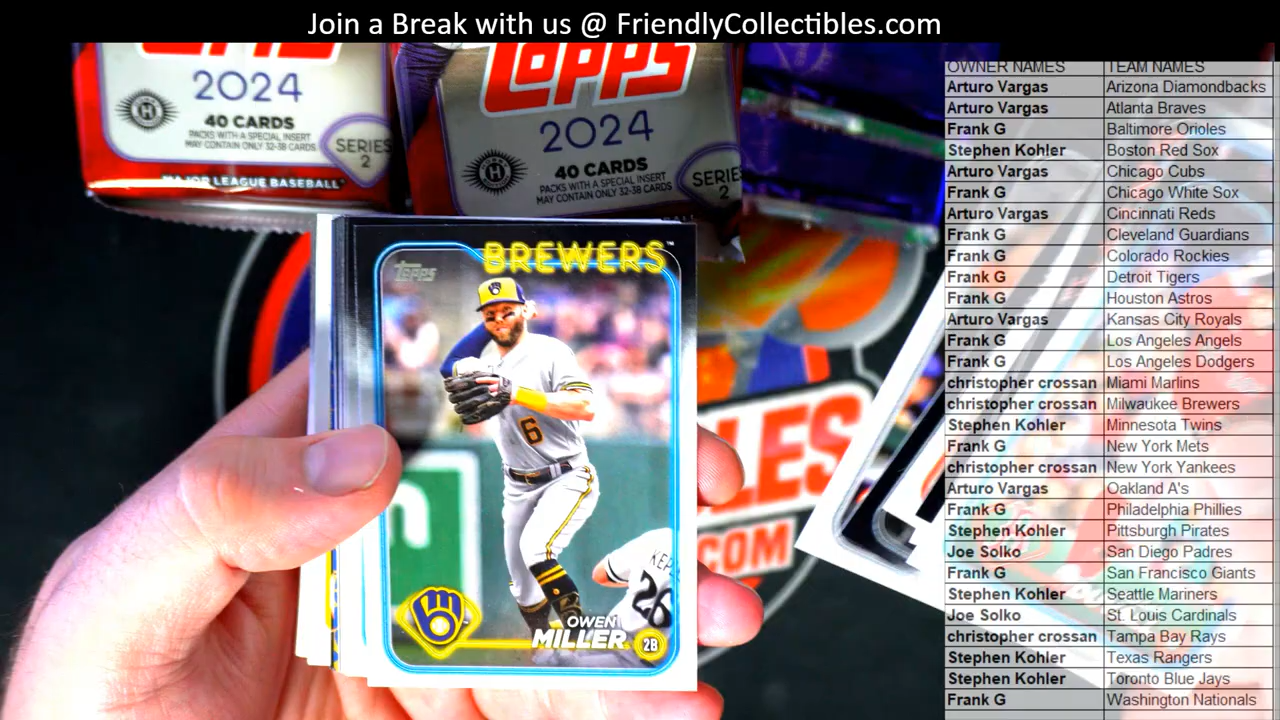 Join a Break with us @ FriendlyCollectibles.com
2024
40 CARDS
PACKS WITH A SPECIAL INSERT
MAY CONTAIN ONLY 32-38 CARDS
SERIES
2
MAJOR LEAGUE BASEBALL
TOPPS
2024
40 CARDS
PACKS WITH A SPECIAL INSERT
MAY CONTAIN ONLY 32-38 CARDS
SERIES
2
BREWERS™
Topps
6
26
OWEN
MILLER 2B
LES
COM
OWNER NAMES TEAM NAMES
Arturo Vargas Arizona Diamondbacks
Arturo Vargas Atlanta Braves
Frank G Baltimore Orioles
Stephen Kohler Boston Red Sox
Arturo Vargas Chicago Cubs
Frank G Chicago White Sox
Arturo Vargas Cincinnati Reds
Frank G Cleveland Guardians
Frank G Colorado Rockies
Frank G Detroit Tigers
Frank G Houston Astros
Arturo Vargas Kansas City Royals
Frank G Los Angeles Angels
Frank G Los Angeles Dodgers
christopher crossan Miami Marlins
christopher crossan Milwaukee Brewers
Stephen Kohler Minnesota Twins
Frank G New York Mets
christopher crossan New York Yankees
Arturo Vargas Oakland A's
Frank G Philadelphia Phillies
Stephen Kohler Pittsburgh Pirates
Joe Solko San Diego Padres
Frank G San Francisco Giants
Stephen Kohler Seattle Mariners
Joe Solko St. Louis Cardinals
christopher crossan Tampa Bay Rays
Stephen Kohler Texas Rangers
Stephen Kohler Toronto Blue Jays
Frank G Washington Nationals